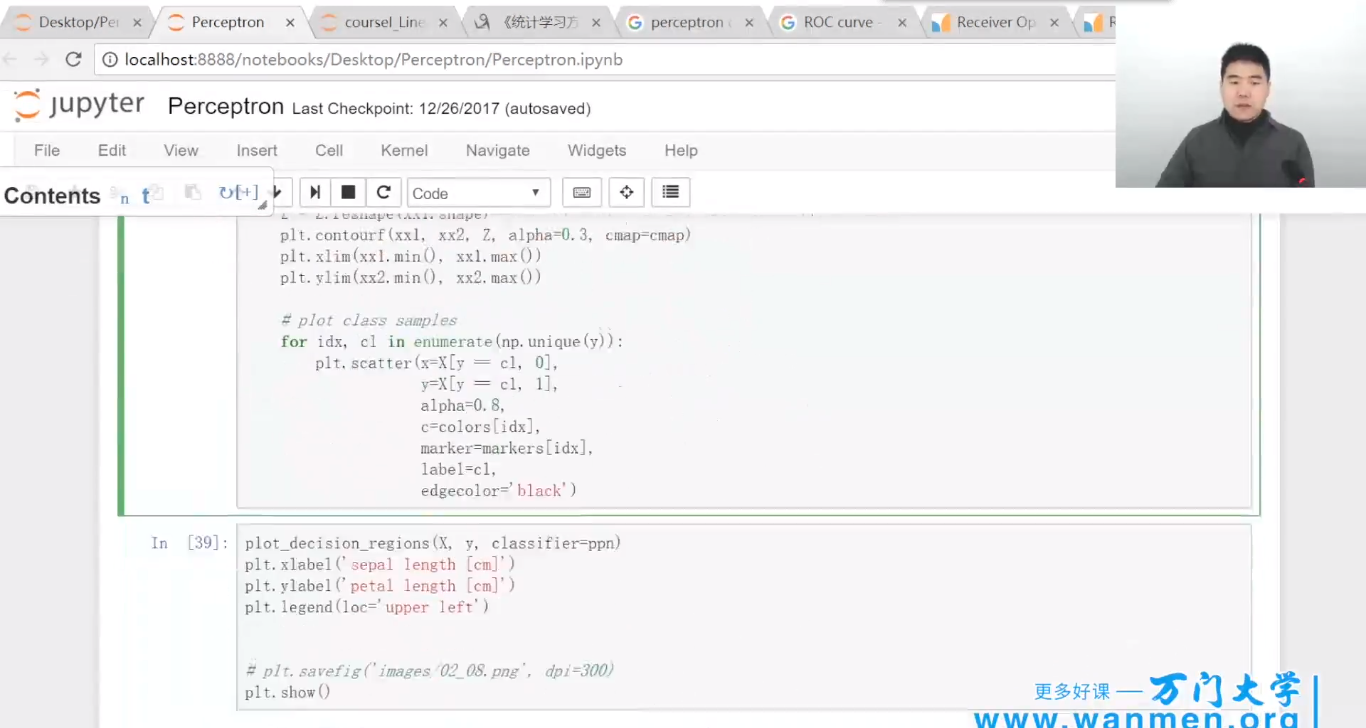 Desktop/Per
Perceptron
coursel_Line
《统计学习方
perceptron
ROC curve -
Receiver Op
R
localhost:8888/notebooks/Desktop/Perceptron/Perceptron.ipynb
jupyter Perceptron Last Checkpoint: 12/26/2017 (autosaved)
File Edit View Insert Cell Kernel Navigate Widgets Help
Contents n t [+]
Code
Z = Z.reshape(xx1.shape)
plt.contourf(xx1, xx2, Z, alpha=0.3, cmap=cmap)
plt.xlim(xx1.min(), xx1.max())
plt.ylim(xx2.min(), xx2.max())
# plot class samples
for idx, cl in enumerate(np.unique(y)):
plt.scatter(x=X[y == cl, 0],
y=X[y == cl, 1],
alpha=0.8,
c=colors[idx],
marker=markers[idx],
label=cl,
edgecolor='black')
In [39]:
plot_decision_regions(X, y, classifier=ppn)
plt.xlabel('sepal length [cm]')
plt.ylabel('petal length [cm]')
plt.legend(loc='upper left')
# plt.savefig('images/02_08.png', dpi=300)
plt.show()
更多好课 — 万门大学
www.wanmen.org